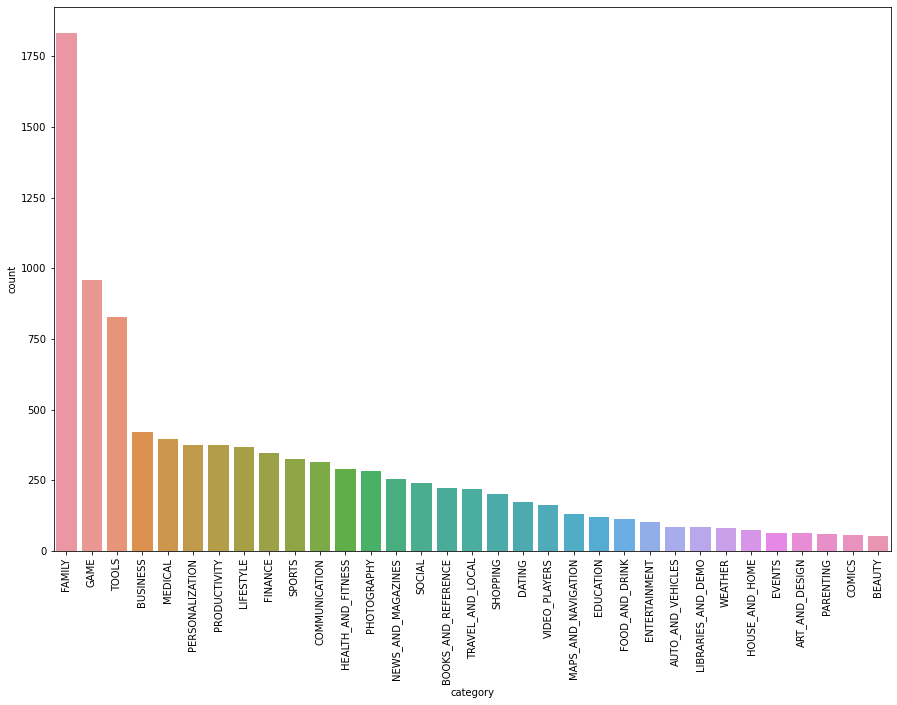 1750
1500
1250
1000
750
500
250
0
count
FAMILY
GAME
TOOLS
BUSINESS
MEDICAL
PERSONALIZATION
PRODUCTIVITY
LIFESTYLE
FINANCE
SPORTS
COMMUNICATION
HEALTH_AND_FITNESS
PHOTOGRAPHY
NEWS_AND_MAGAZINES
SOCIAL
BOOKS_AND_REFERENCE
TRAVEL_AND_LOCAL
SHOPPING
DATING
VIDEO_PLAYERS
MAPS_AND_NAVIGATION
EDUCATION
FOOD_AND_DRINK
ENTERTAINMENT
AUTO_AND_VEHICLES
LIBRARIES_AND_DEMO
WEATHER
HOUSE_AND_HOME
EVENTS
ART_AND_DESIGN
PARENTING
COMICS
BEAUTY
category